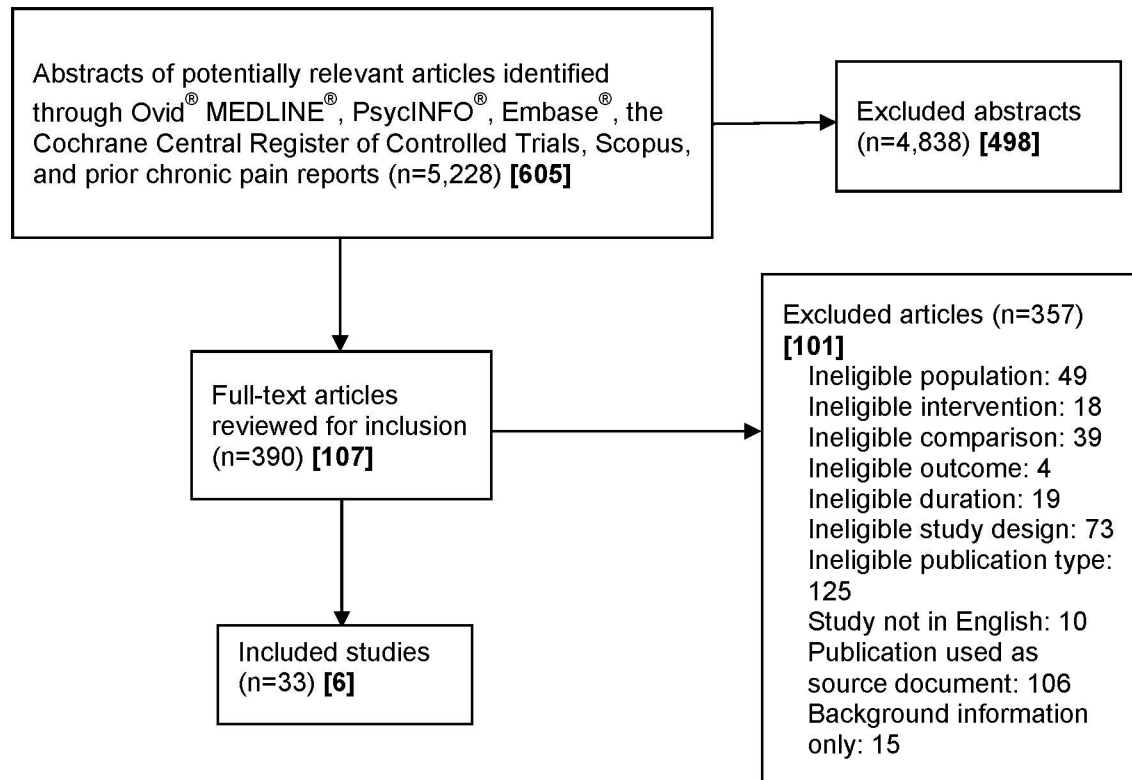 Abstracts of potentially relevant articles identified
through Ovid® MEDLINE®, PsycINFO®, Embase®, the
Cochrane Central Register of Controlled Trials, Scopus,
and prior chronic pain reports (n=5,228) [605]
Excluded abstracts
(n=4,838) [498]
Full-text articles
reviewed for inclusion
(n=390) [107]
Excluded articles (n=357)
[101]
Ineligible population: 49
Ineligible intervention: 18
Ineligible comparison: 39
Ineligible outcome: 4
Ineligible duration: 19
Ineligible study design: 73
Ineligible publication type:
125
Study not in English: 10
Publication used as
source document: 106
Background information
only: 15
Included studies
(n=33) [6]